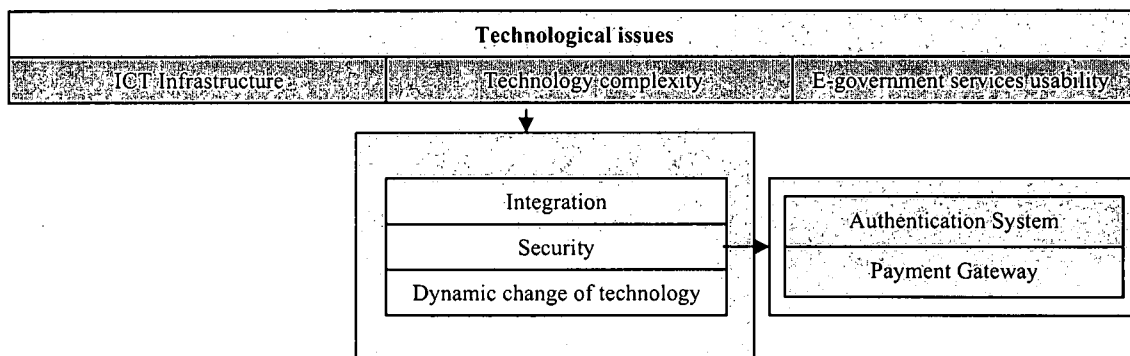 Technological issues
ICT Infrastructure Technology complexity E-government services usability
Integration
Security
Dynamic change of technology
Authentication System
Payment Gateway